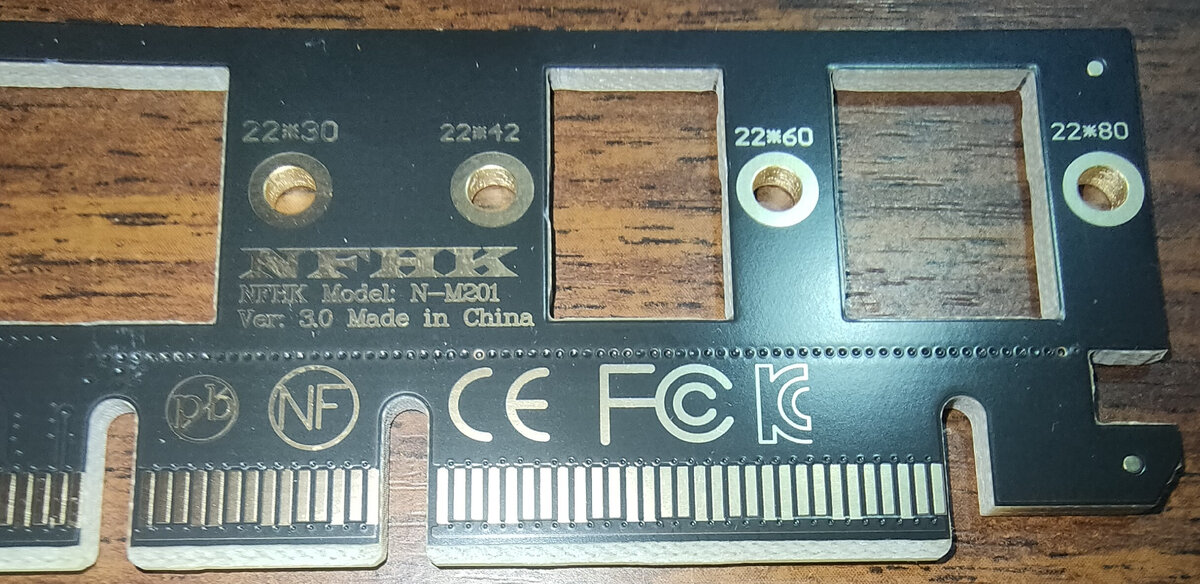 22*30 22*42 22*60 22*80
NFHK
NFHK Model: N-M201
Ver: 3.0 Made in China
pb NF CE FC KC